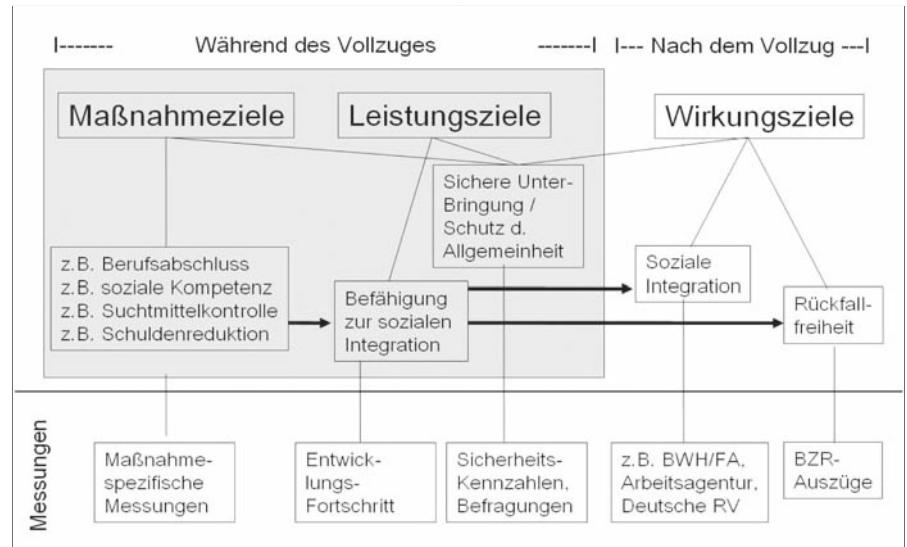 I------- Während des Vollzuges -------I I--- Nach dem Vollzug ---I
Maßnahmeziele
Leistungsziele
Wirkungsziele
Sichere Unter-
Bringung /
Schutz d.
Allgemeinheit
z.B. Berufsabschluss
z.B. soziale Kompetenz
z.B. Suchtmittelkontrolle
z.B. Schuldenreduktion
Befähigung
zur sozialen
Integration
Soziale
Integration
Rückfall-
freiheit
Messungen
Maßnahme-
spezifische
Messungen
Entwick-
lungs-
Fortschritt
Sicherheits-
Kennzahlen,
Befragungen
z.B. BWH/FA,
Arbeitsagentur,
Deutsche RV
BZR-
Auszüge